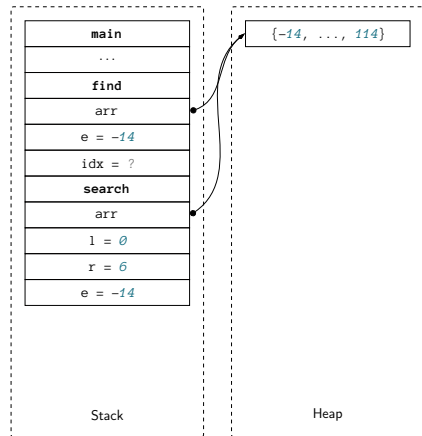 main
...
find
arr
e = -14
idx = ?
search
arr
l = 0
r = 6
e = -14
Stack
{-14, ..., 114}
Heap